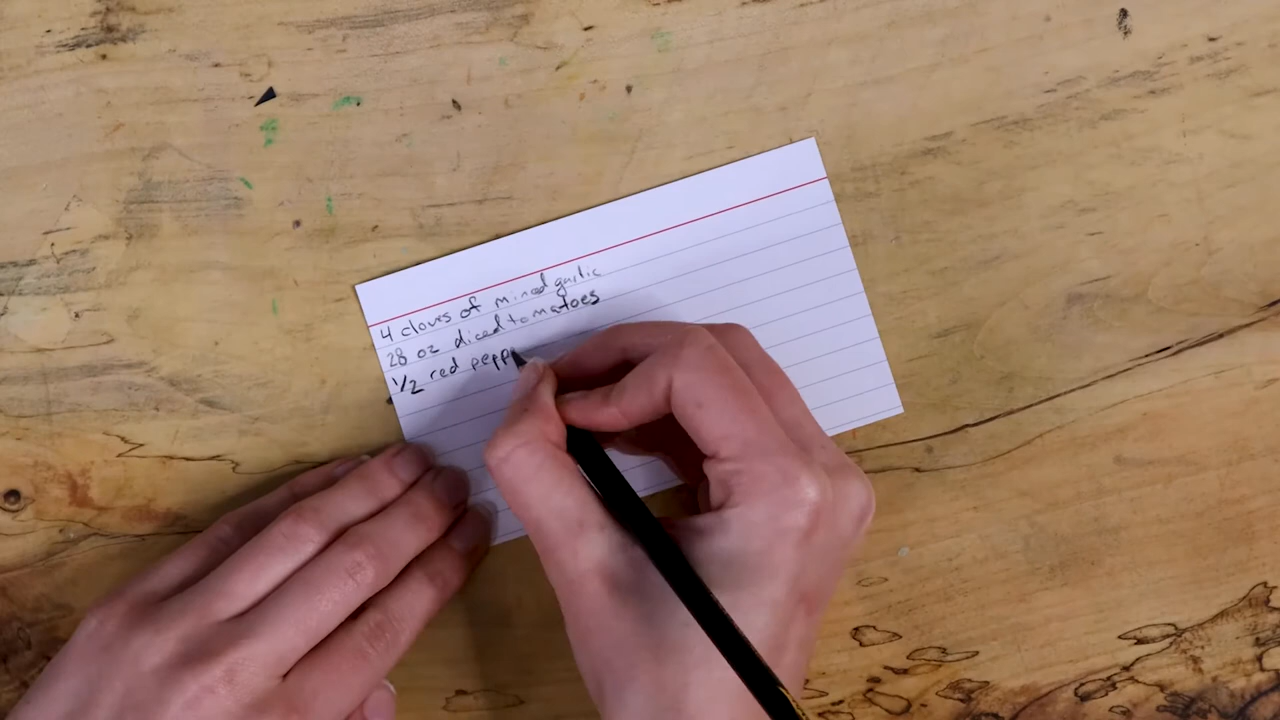 4 cloves of minced garlic
28 oz diced tomatoes
1/2 red pepp